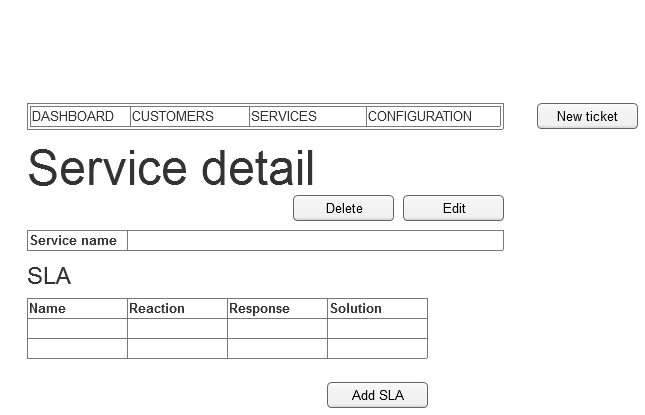 DASHBOARD CUSTOMERS SERVICES CONFIGURATION New ticket
Service detail
Delete Edit
Service name
SLA
Name Reaction Response Solution
Add SLA